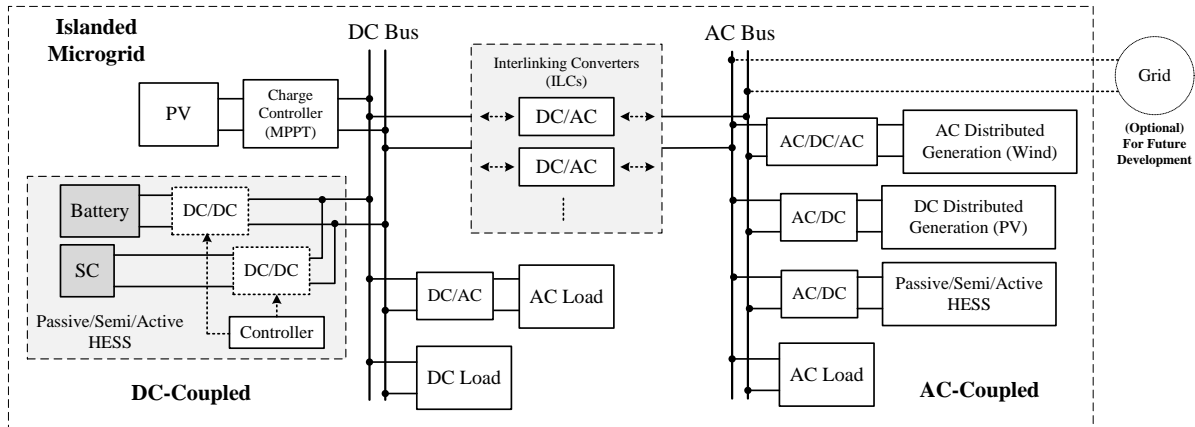 Islanded
Microgrid
DC Bus
AC Bus
PV
Charge
Controller
(MPPT)
Interlinking Converters
(ILCs)
DC/AC
DC/AC
Grid
(Optional)
For Future
Development
AC/DC/AC
AC Distributed
Generation (Wind)
Battery
DC/DC
SC
DC/DC
Controller
Passive/Semi/Active
HESS
AC/DC
DC Distributed
Generation (PV)
DC/AC
AC Load
AC/DC
Passive/Semi/Active
HESS
DC Load
AC Load
DC-Coupled
AC-Coupled